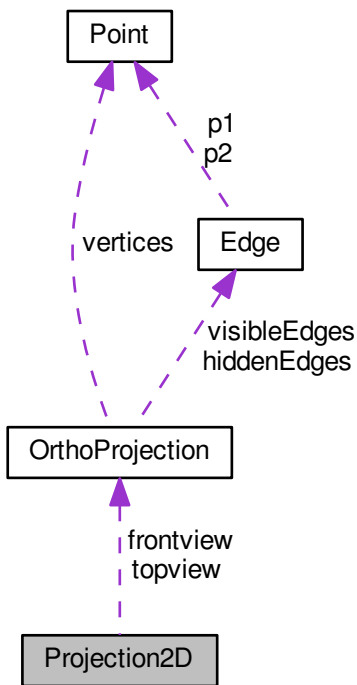 Point
p1
p2
vertices
Edge
visibleEdges
hiddenEdges
OrthoProjection
frontview
topview
Projection2D